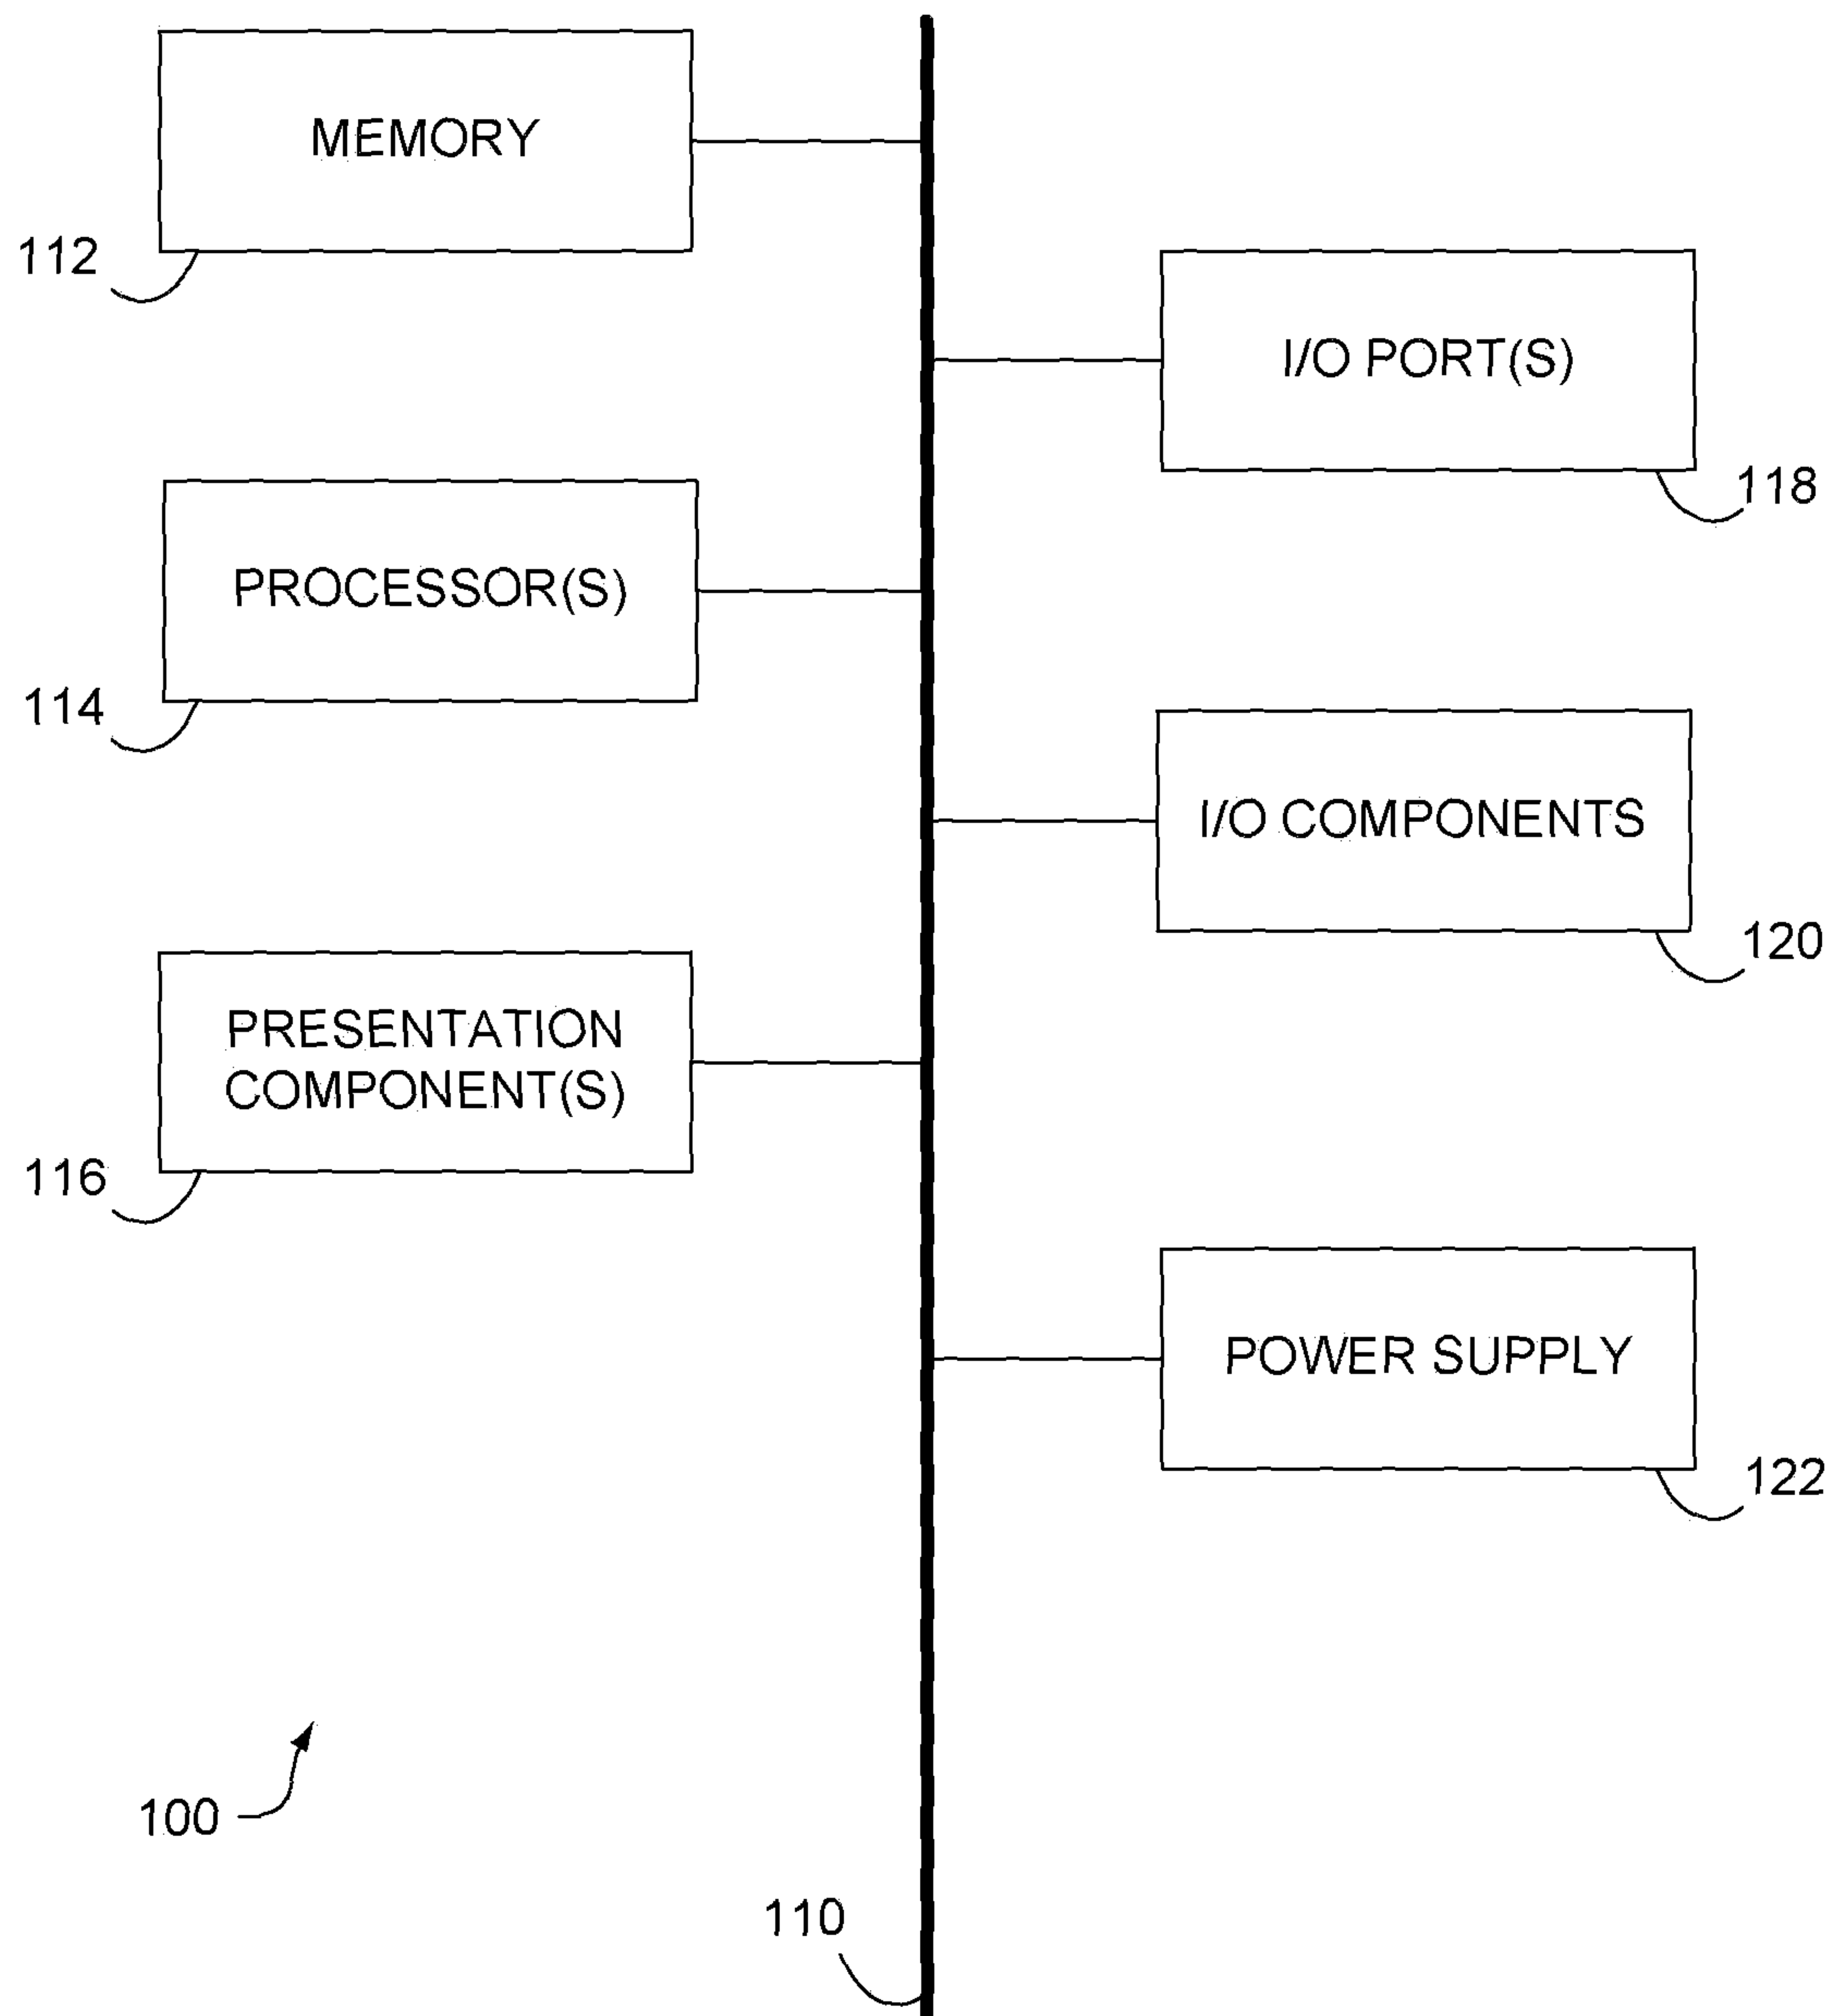 MEMORY
112
I/O PORT(S)
118
PROCESSOR(S)
114
I/O COMPONENTS
120
PRESENTATION
COMPONENT(S)
116
POWER SUPPLY
122
100
110